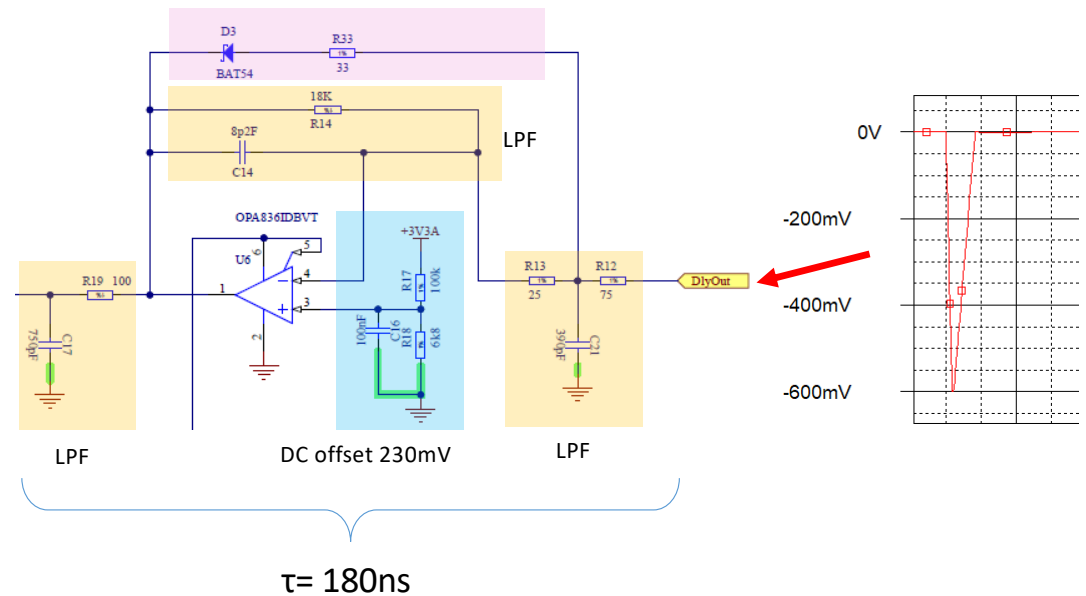 D3
BAT54
R33
1%
33
18K
1%
R14
8p2F
C14
LPF
OPA836IDBVT
U6
6
5
4
3
1
2
+3V3A
R17
1%
100k
C16
100nF
R18
1%
6k8
R19 100
1%
C17
750pF
R13
1%
25
R12
1%
75
C21
390pF
DlyOut
LPF
DC offset 230mV
LPF
τ= 180ns
0V
-200mV
-400mV
-600mV